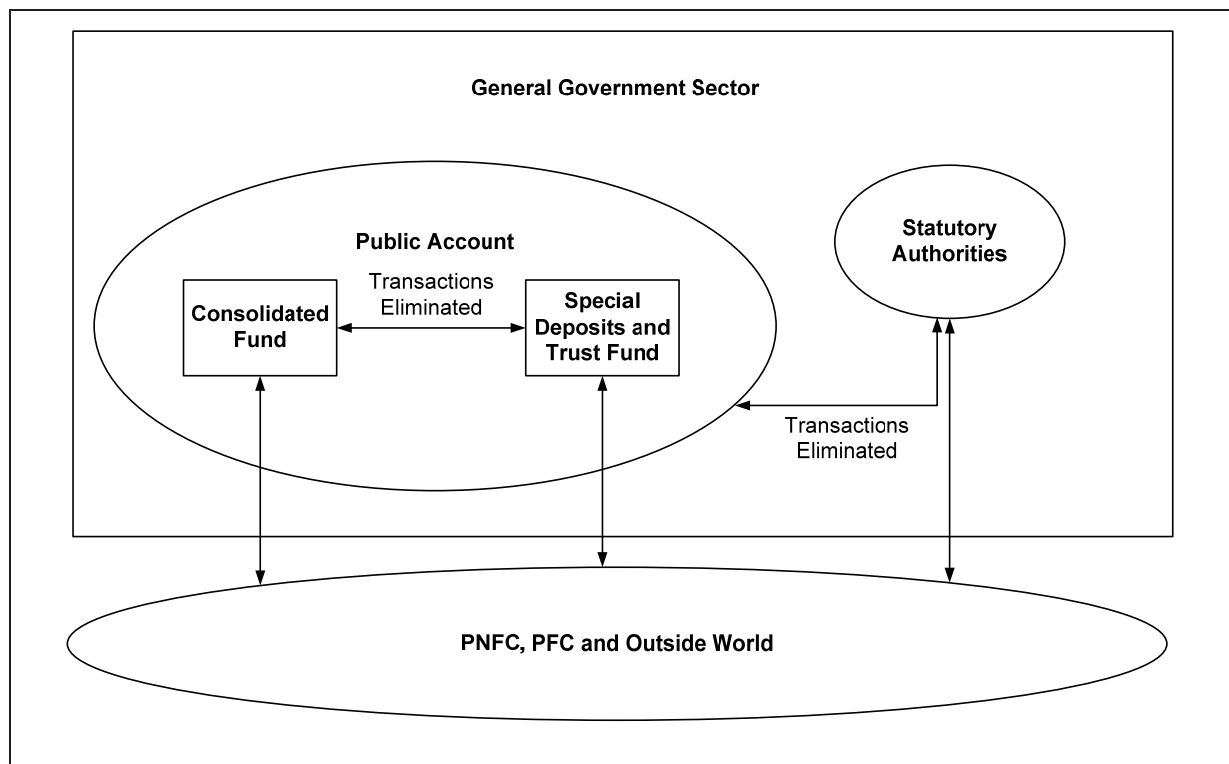 General Government Sector
Public Account
Transactions
Eliminated
Consolidated
Fund
Special
Deposits and
Trust Fund
Statutory
Authorities
Transactions
Eliminated
PNFC, PFC and Outside World